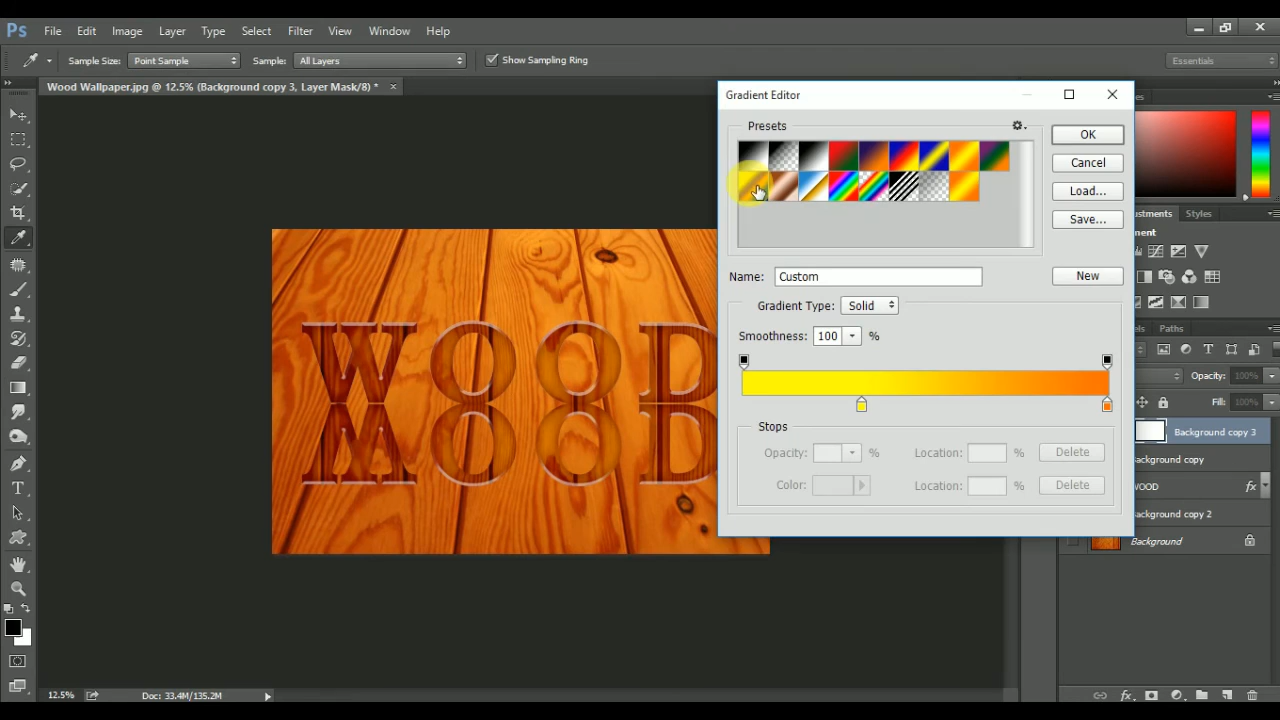 Ps File Edit Image Layer Type Select Filter View Window Help
Sample Size: Point Sample Sample: All Layers Show Sampling Ring Essentials
Wood Wallpaper.jpg @ 12.5% (Background copy 3, Layer Mask/8) *
Gradient Editor
Presets
OK
Cancel
Load...
Save...
Styles
Name: Custom New
Gradient Type: Solid
Smoothness: 100 %
Paths
Opacity: 100%
Fill: 100%
Stops
Opacity: % Location: % Delete
Color: Location: % Delete
Background copy 3
Background copy
WOOD fx
Background copy 2
Background
WOOD
12.5% Doc: 33.4M/135.2M